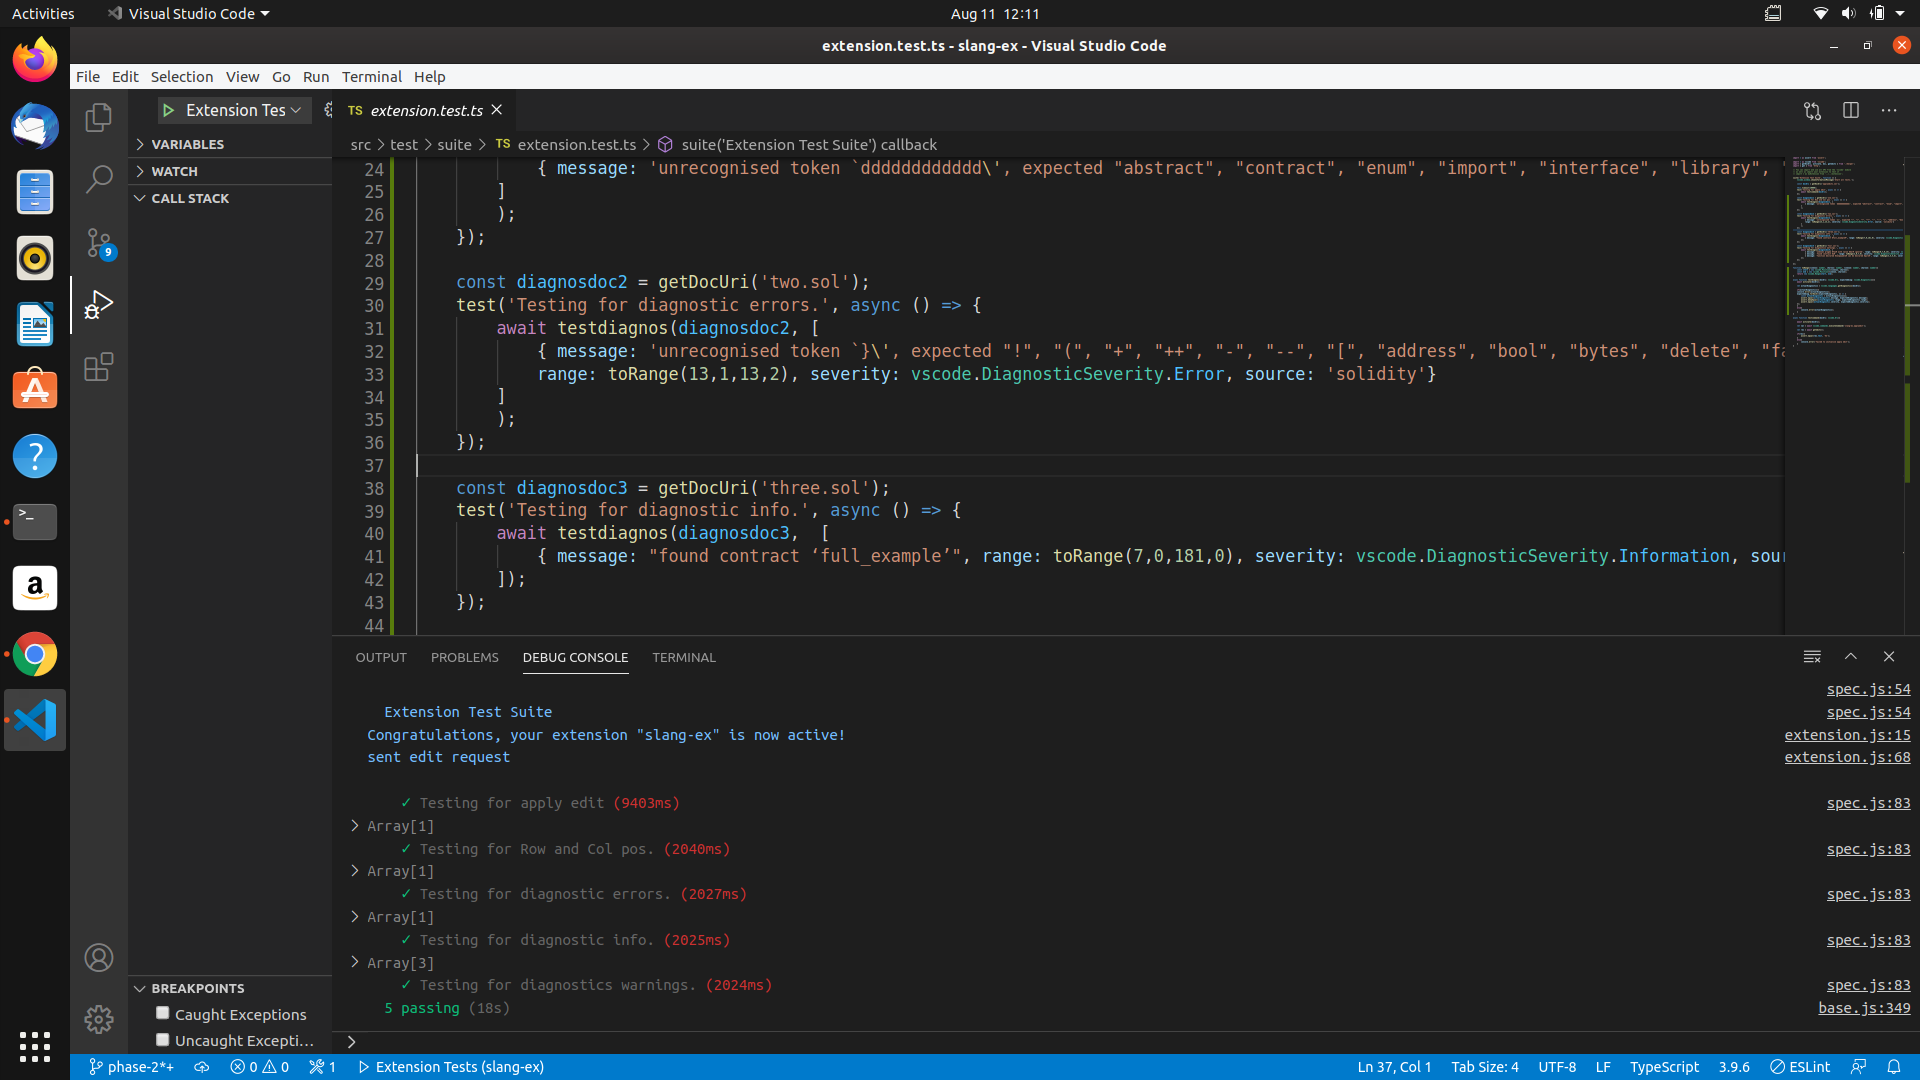 Activities
Visual Studio Code
Aug 11 12:11
extension.test.ts - slang-ex - Visual Studio Code
File Edit Selection View Go Run Terminal Help
Extension Tes
TS extension.test.ts
src > test > suite > TS extension.test.ts > suite('Extension Test Suite') callback
VARIABLES
WATCH
CALL STACK
9
24 { message: 'unrecognised token `dddddddddddd\', expected "abstract", "contract", "enum", "import", "interface", "library",
25 ]
26 );
27 });
28
29 const diagnosdoc2 = getDocUri('two.sol');
30 test('Testing for diagnostic errors.', async () => {
31 await testdiagnos(diagnosdoc2, [
32 { message: 'unrecognised token `}\', expected "!", "(", "+", "++", "-", "--", "[", "address", "bool", "bytes", "delete", "fa
33 range: toRange(13,1,13,2), severity: vscode.DiagnosticSeverity.Error, source: 'solidity'}
34 ]
35 );
36 });
37
38 const diagnosdoc3 = getDocUri('three.sol');
39 test('Testing for diagnostic info.', async () => {
40 await testdiagnos(diagnosdoc3, [
41 { message: "found contract ‘full_example’", range: toRange(7,0,181,0), severity: vscode.DiagnosticSeverity.Information, sou
42 ]);
43 });
44
OUTPUT PROBLEMS DEBUG CONSOLE TERMINAL
spec.js:54
Extension Test Suite spec.js:54
Congratulations, your extension "slang-ex" is now active! extension.js:15
sent edit request extension.js:68
✓ Testing for apply edit (9403ms) spec.js:83
> Array[1]
✓ Testing for Row and Col pos. (2040ms) spec.js:83
> Array[1]
✓ Testing for diagnostic errors. (2027ms) spec.js:83
> Array[1]
✓ Testing for diagnostic info. (2025ms) spec.js:83
> Array[3]
✓ Testing for diagnostics warnings. (2024ms) spec.js:83
5 passing (18s) base.js:349
>
BREAKPOINTS
Caught Exceptions
Uncaught Excepti...
phase-2*+ 0 0 1 Extension Tests (slang-ex) Ln 37, Col 1 Tab Size: 4 UTF-8 LF TypeScript 3.9.6 ESLint